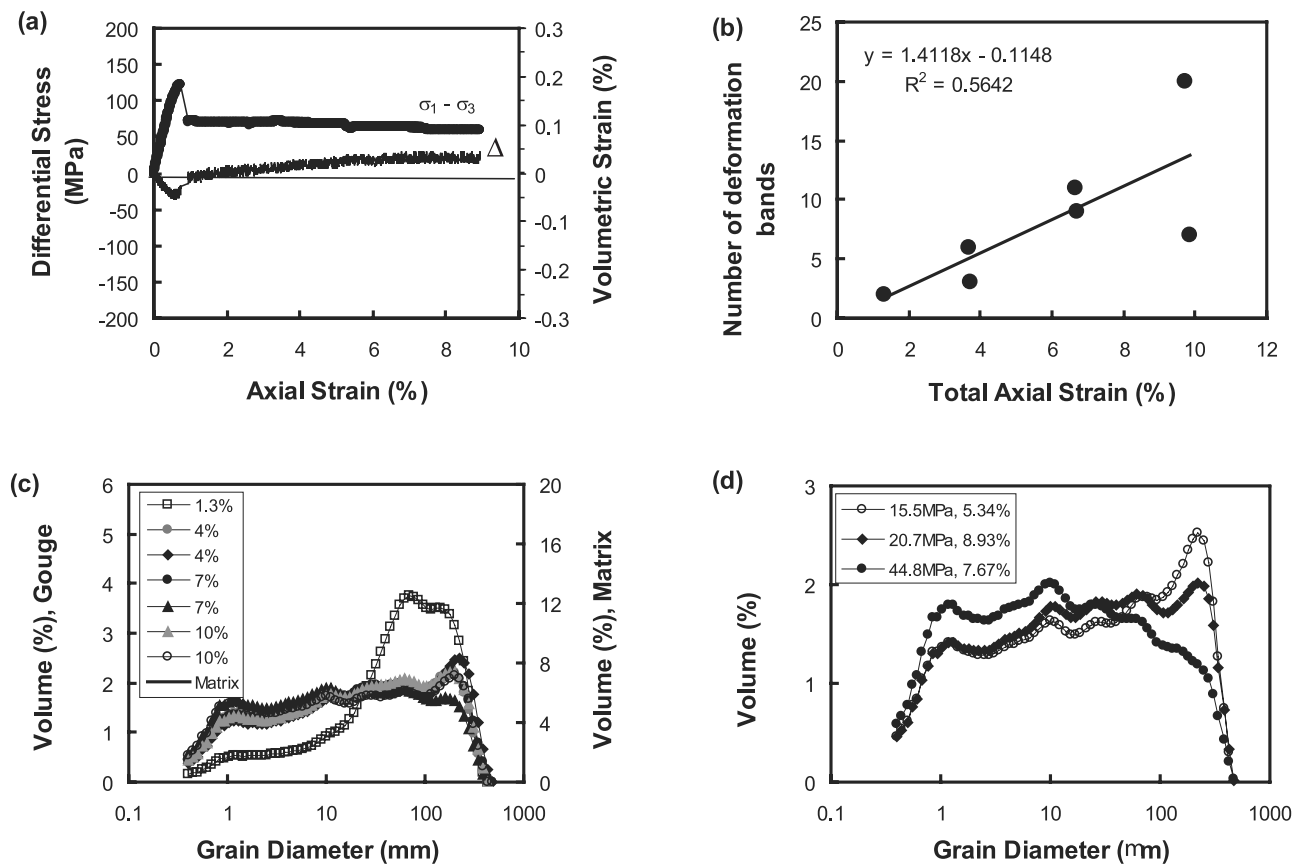 (a)
200
150
100
50
0
-50
-100
-150
-200
Differential Stress
(MPa)
0.3
0.2
0.1
0
-0.1
-0.2
-0.3
Volumetric Strain (%)
σ1 - σ3
Δ
0 2 4 6 8 10
Axial Strain (%)
(b)
25
20
15
10
5
0
Number of deformation
bands
y = 1.4118x - 0.1148
R² = 0.5642
0 2 4 6 8 10 12
Total Axial Strain (%)
(c)
6
5
4
3
2
1
0
Volume (%), Gouge
1.3%
4%
4%
7%
7%
10%
10%
Matrix
20
16
12
8
4
0
Volume (%), Matrix
0.1 1 10 100 1000
Grain Diameter (mm)
(d)
3
2
1
0
Volume (%)
15.5MPa, 5.34%
20.7MPa, 8.93%
44.8MPa, 7.67%
0.1 1 10 100 1000
Grain Diameter (mm)